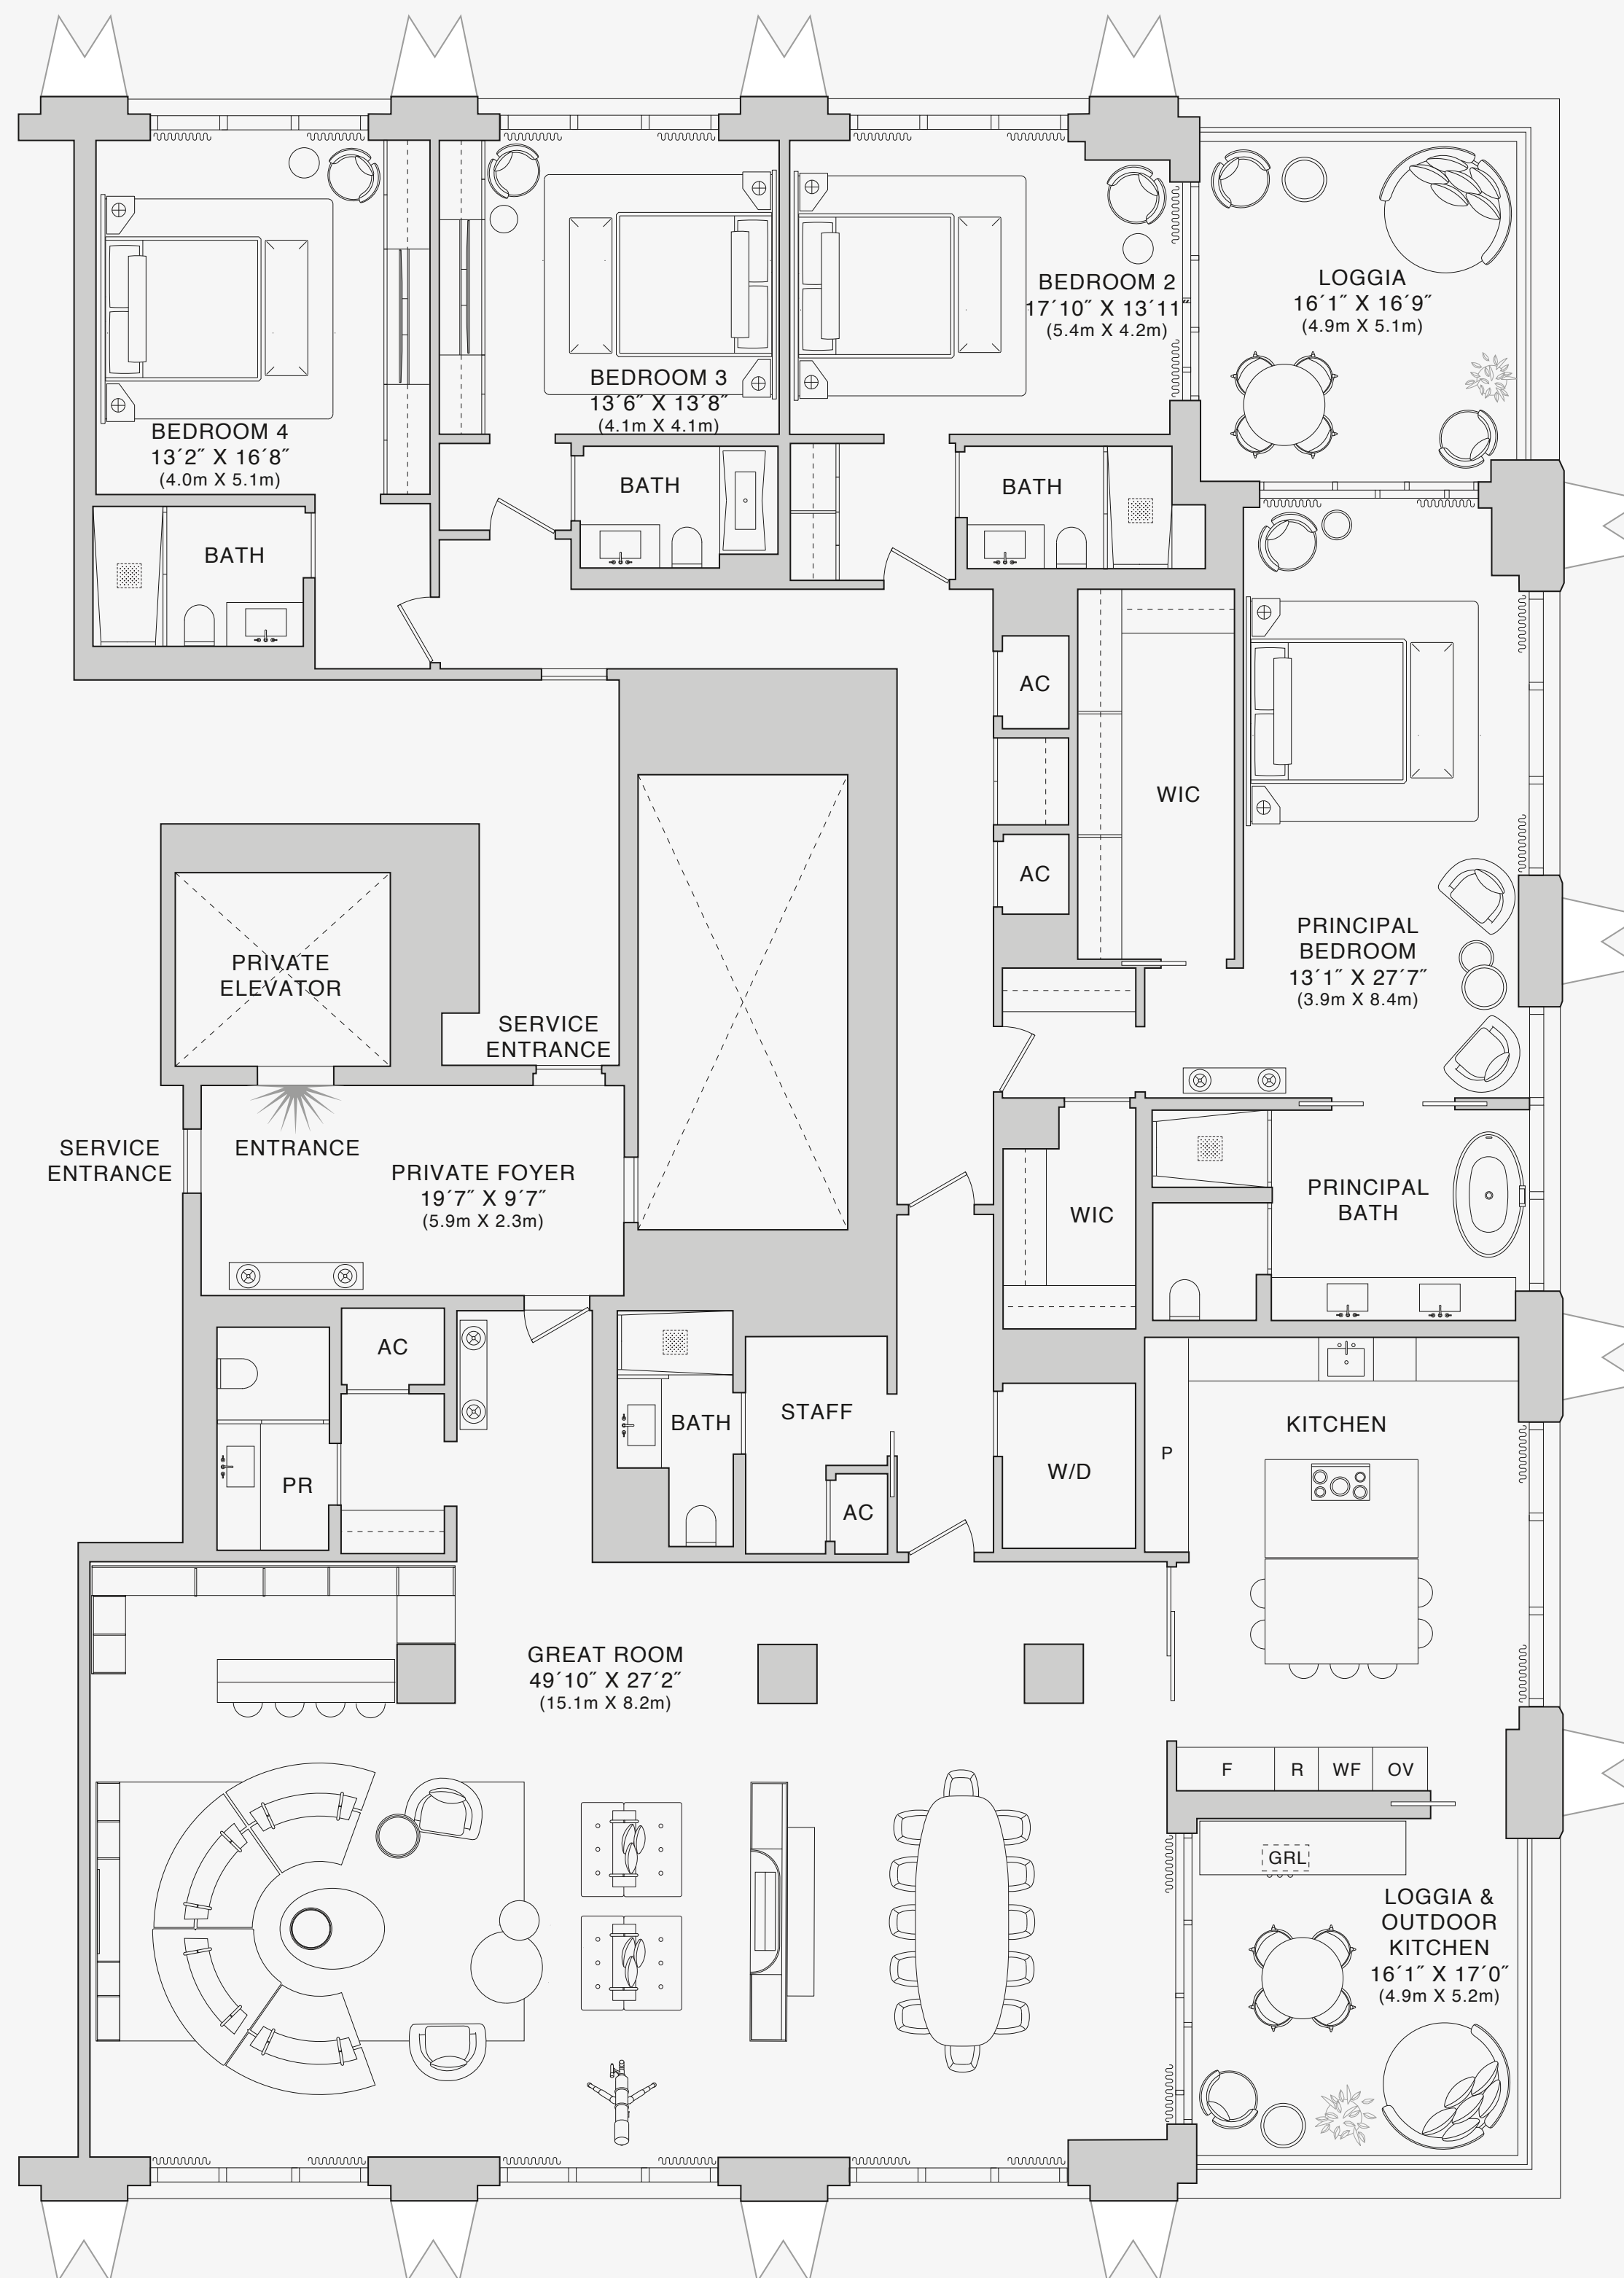 BEDROOM 2
17´10˝ X 13´11˝
(5.4m X 4.2m)
LOGGIA
16´1˝ X 16´9˝
(4.9m X 5.1m)
BEDROOM 3
13´6˝ X 13´8˝
(4.1m X 4.1m)
BEDROOM 4
13´2˝ X 16´8˝
(4.0m X 5.1m)
BATH
BATH
BATH
AC
WIC
AC
PRINCIPAL
BEDROOM
13´1˝ X 27´7˝
(3.9m X 8.4m)
PRIVATE
ELEVATOR
SERVICE
ENTRANCE
SERVICE
ENTRANCE
ENTRANCE
PRIVATE FOYER
19´7˝ X 9´7˝
(5.9m X 2.3m)
WIC
PRINCIPAL
BATH
AC
PR
BATH
STAFF
AC
W/D
P
KITCHEN
GREAT ROOM
49´10˝ X 27´2˝
(15.1m X 8.2m)
F
R
WF
OV
GRL
LOGGIA &
OUTDOOR
KITCHEN
16´1˝ X 17´0˝
(4.9m X 5.2m)